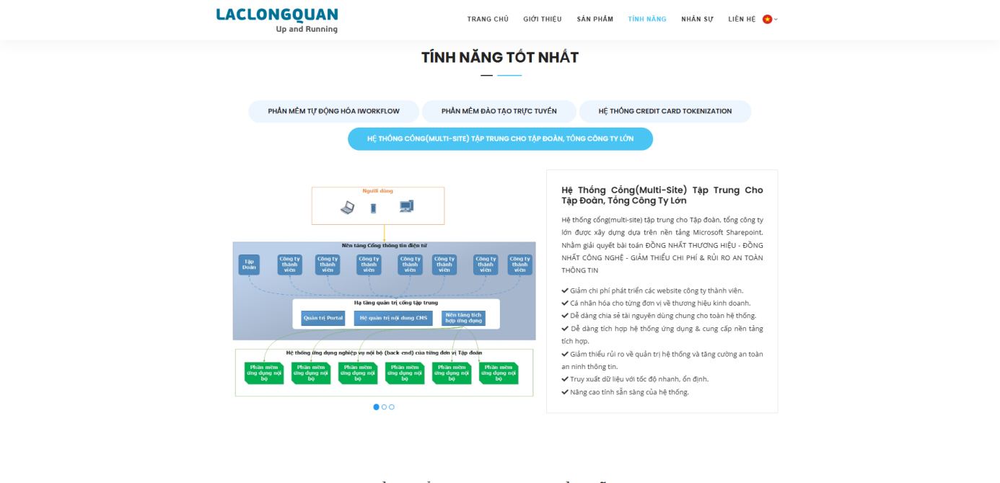 LACLONGQUAN
Up and Running
TRANG CHỦ GIỚI THIỆU SẢN PHẨM TÍNH NĂNG NHÂN SỰ LIÊN HỆ
TÍNH NĂNG TỐT NHẤT
PHẦN MỀM TỰ ĐỘNG HÓA IWORKFLOW
PHẦN MỀM ĐÀO TẠO TRỰC TUYẾN
HỆ THỐNG CREDIT CARD TOKENIZATION
HỆ THỐNG CỔNG(MULTI-SITE) TẬP TRUNG CHO TẬP ĐOÀN, TỔNG CÔNG TY LỚN
Người dùng
Nền tảng Cổng thông tin điện tử
Tập
Đoàn
Công ty
thành
viên
Công ty
thành
viên
Công ty
thành
viên
Công ty
thành
viên
Công ty
thành
viên
Công ty
thành
viên
Công ty
thành
viên
Hạ tầng quản trị cổng tập trung
Quản trị Portal
Hệ quản trị nội dung CMS
Nền tảng tích
hợp ứng dụng
Hệ thống ứng dụng nghiệp vụ nội bộ (back-end) của từng đơn vị Tập đoàn
Phần mềm
ứng dụng nội
bộ
Phần mềm
ứng dụng nội
bộ
Phần mềm
ứng dụng nội
bộ
Phần mềm
ứng dụng nội
bộ
Phần mềm
ứng dụng nội
bộ
Phần mềm
ứng dụng nội
bộ
Hệ Thống Cổng(Multi-Site) Tập Trung Cho
Tập Đoàn, Tổng Công Ty Lớn
Hệ thống cổng(multi-site) tập trung cho Tập đoàn, tổng công ty
lớn được xây dựng dựa trên nền tảng Microsoft Sharepoint.
Nhằm giải quyết bài toán ĐỒNG NHẤT THƯƠNG HIỆU - ĐỒNG
NHẤT CÔNG NGHỆ - GIẢM THIỂU CHI PHÍ & RỦI RO AN TOÀN
THÔNG TIN
✔ Giảm chi phí phát triển các website công ty thành viên.
✔ Cá nhân hóa cho từng đơn vị về thương hiệu kinh doanh.
✔ Dễ dàng chia sẻ tài nguyên dùng chung cho toàn hệ thống.
✔ Dễ dàng tích hợp hệ thống ứng dụng & cung cấp nền tảng
tích hợp.
✔ Giảm thiểu rủi ro về quản trị hệ thống và tăng cường an toàn
an ninh thông tin.
✔ Truy xuất dữ liệu với tốc độ nhanh, ổn định.
✔ Nâng cao tính sẵn sàng của hệ thống.